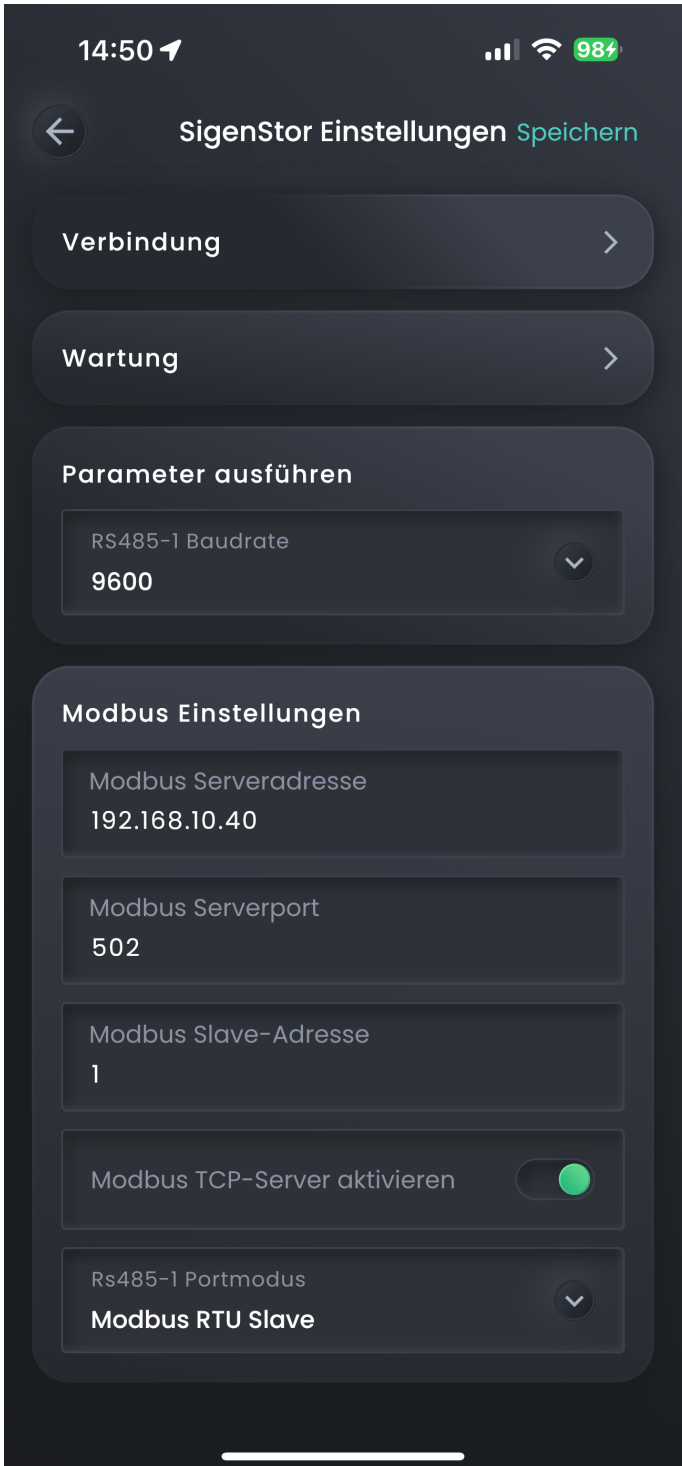 14:50
98
SigenStor Einstellungen Speichern
Verbindung
Wartung
Parameter ausführen
RS485-1 Baudrate
9600
Modbus Einstellungen
Modbus Serveradresse
192.168.10.40
Modbus Serverport
502
Modbus Slave-Adresse
1
Modbus TCP-Server aktivieren
Rs485-1 Portmodus
Modbus RTU Slave